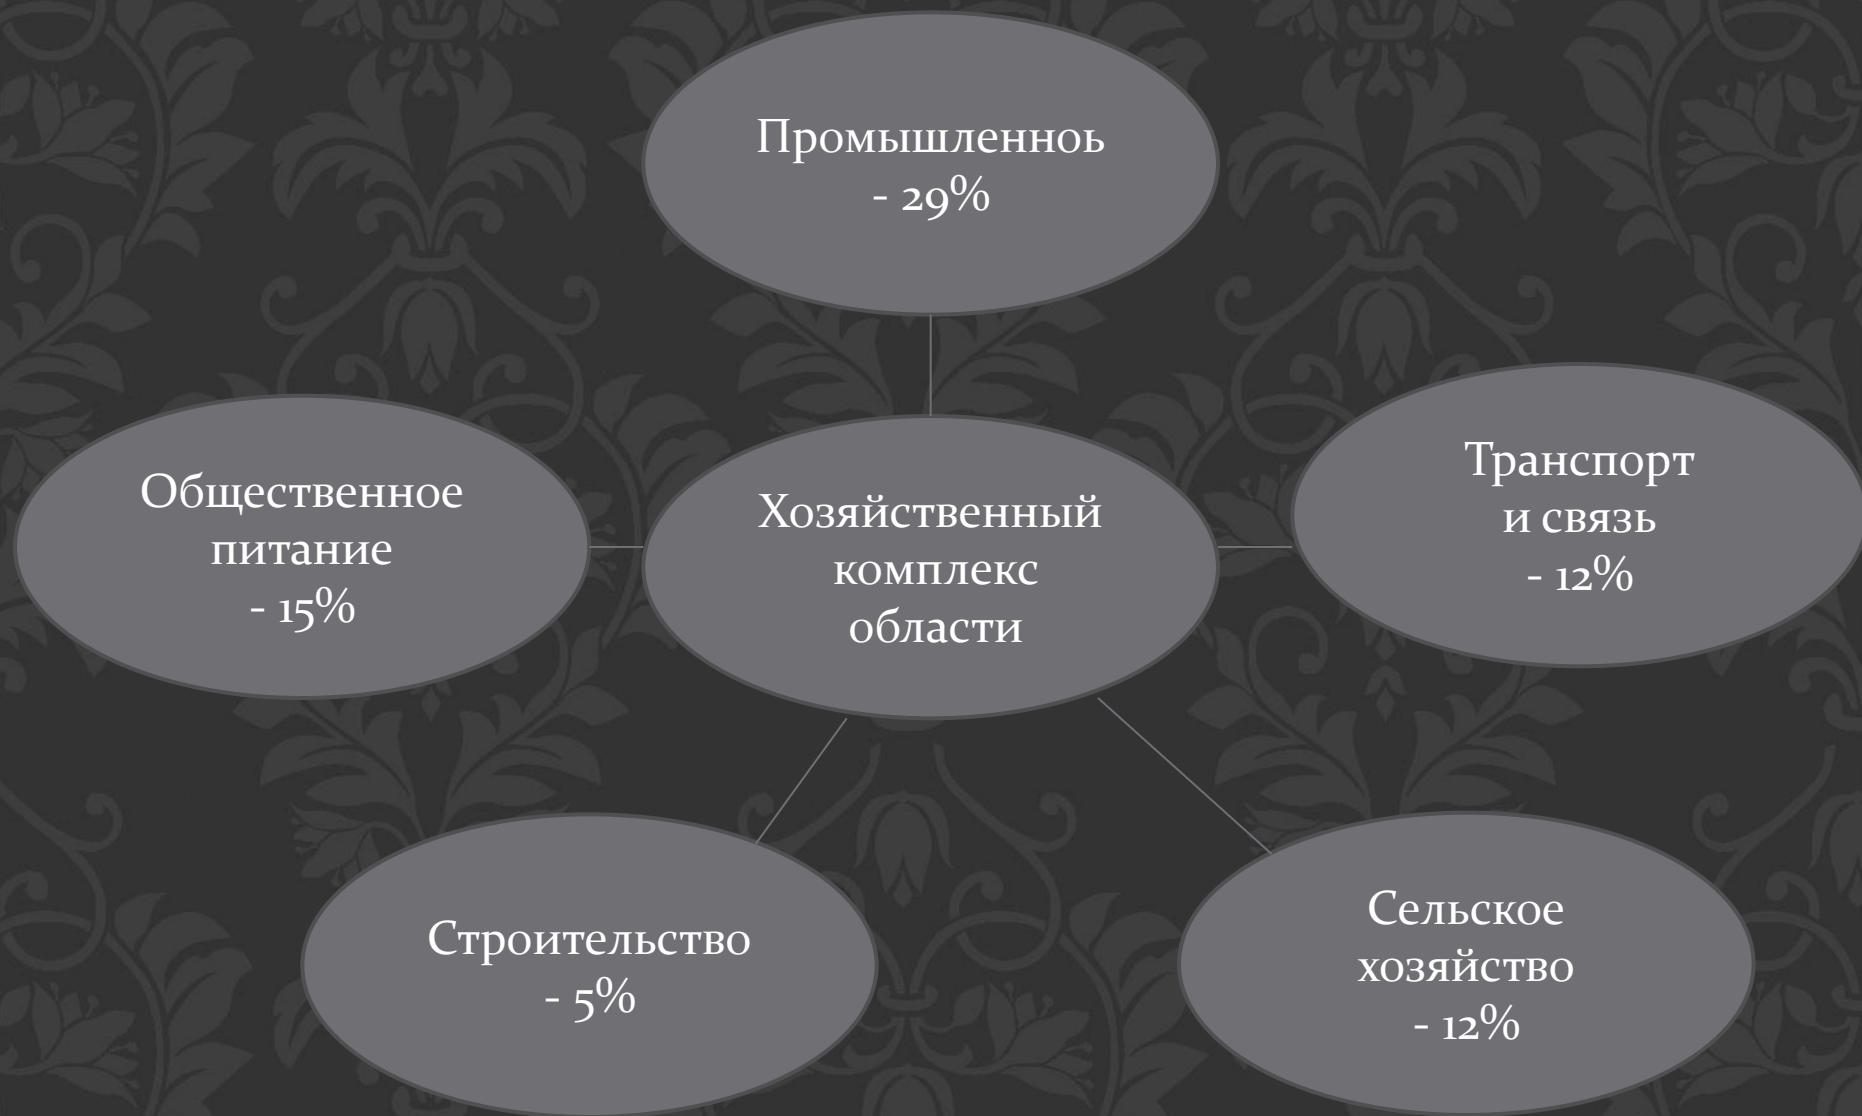 Промышленноь
- 29%
Общественное
питание
- 15%
Хозяйственный
комплекс
области
Транспорт
и связь
- 12%
Строительство
- 5%
Сельское
хозяйство
- 12%